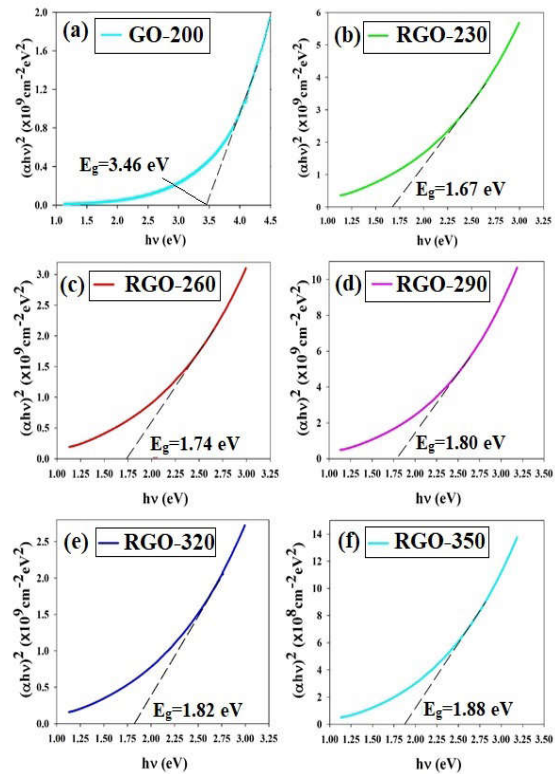 (a) GO-200
(αhν)² (x10⁹cm⁻²eV²)
2.0
1.6
1.2
0.8
0.4
0.0
E_g=3.46 eV
1.0 1.5 2.0 2.5 3.0 3.5 4.0 4.5
hν (eV)
(b) RGO-230
(αhν)² (x10⁹cm⁻²eV²)
6
5
4
3
2
1
0
E_g=1.67 eV
1.00 1.25 1.50 1.75 2.00 2.25 2.50 2.75 3.00 3.25
hν (eV)
(c) RGO-260
(αhν)² (x10⁹cm⁻²eV²)
3.0
2.5
2.0
1.5
1.0
0.5
0.0
E_g=1.74 eV
1.00 1.25 1.50 1.75 2.00 2.25 2.50 2.75 3.00 3.25
hν (eV)
(d) RGO-290
(αhν)² (x10⁹cm⁻²eV²)
10
8
6
4
2
0
E_g=1.80 eV
1.00 1.25 1.50 1.75 2.00 2.25 2.50 2.75 3.00 3.25 3.50
hν (eV)
(e) RGO-320
(αhν)² (x10⁹cm⁻²eV²)
2.5
2.0
1.5
1.0
0.5
0.0
E_g=1.82 eV
1.00 1.25 1.50 1.75 2.00 2.25 2.50 2.75 3.00 3.25
hν (eV)
(f) RGO-350
(αhν)² (x10⁸cm⁻²eV²)
14
12
10
8
6
4
2
0
E_g=1.88 eV
1.00 1.25 1.50 1.75 2.00 2.25 2.50 2.75 3.00 3.25 3.50
hν (eV)